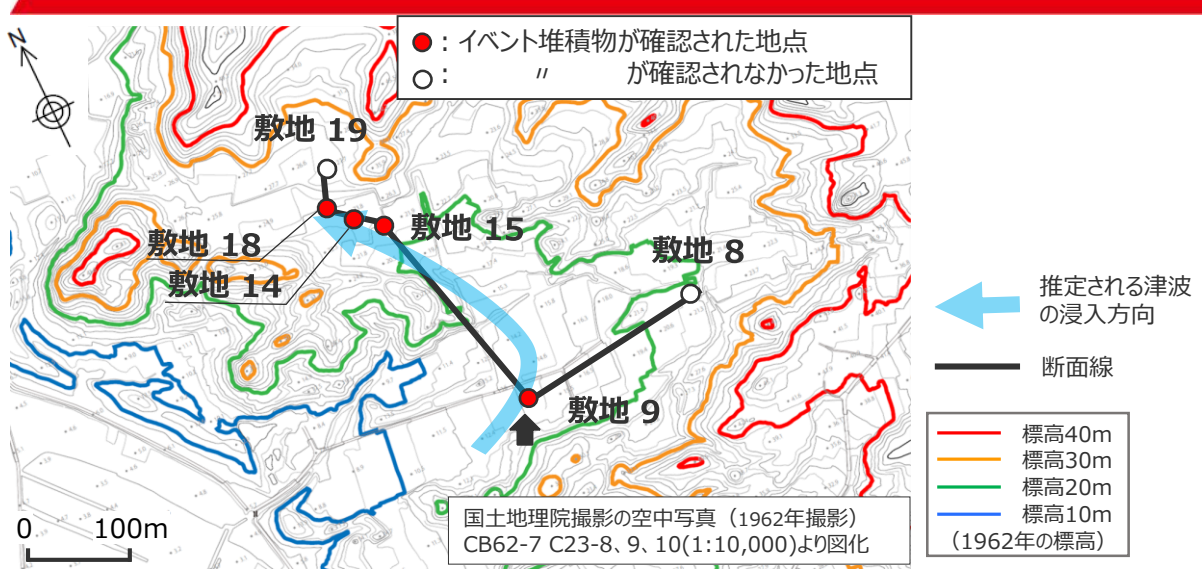 N
●：イベント堆積物が確認された地点
○：　　〃　　が確認されなかった地点
敷地 19
敷地 18
敷地 15
敷地 14
敷地 8
敷地 9
推定される津波
の浸入方向
断面線
標高40m
標高30m
標高20m
標高10m
（1962年の標高）
0 100m
国土地理院撮影の空中写真（1962年撮影）
CB62-7 C23-8、9、10(1:10,000)より図化